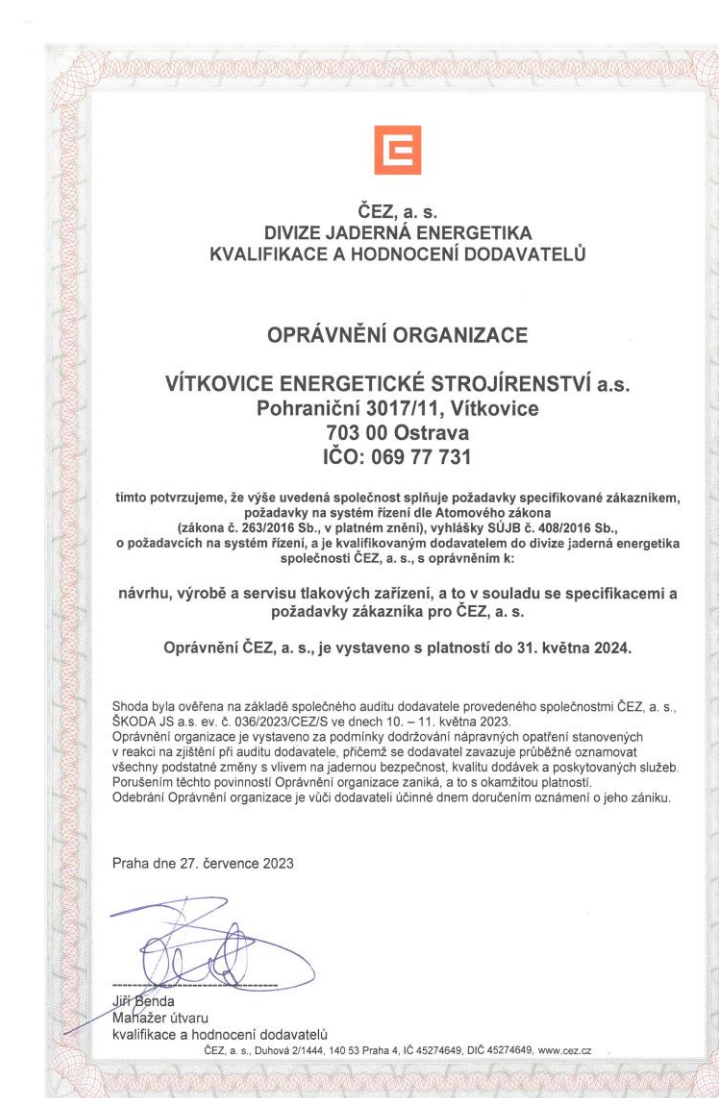 ČEZ, a. s.
DIVIZE JADERNÁ ENERGETIKA
KVALIFIKACE A HODNOCENÍ DODAVATELŮ
OPRÁVNĚNÍ ORGANIZACE
VÍTKOVICE ENERGETICKÉ STROJÍRENSTVÍ a.s.
Pohraniční 3017/11, Vítkovice
703 00 Ostrava
IČO: 069 77 731
tímto potvrzujeme, že výše uvedená společnost splňuje požadavky specifikované zákazníkem,
požadavky na systém řízení dle Atomového zákona
(zákona č. 263/2016 Sb., v platném znění), vyhlášky SÚJB č. 408/2016 Sb.,
o požadavcích na systém řízení, a je kvalifikovaným dodavatelem do divize jaderná energetika
společnosti ČEZ, a. s., s oprávněním k:
návrhu, výrobě a servisu tlakových zařízení, a to v souladu se specifikacemi a
požadavky zákazníka pro ČEZ, a. s.
Oprávnění ČEZ, a. s., je vystaveno s platností do 31. května 2024.
Shoda byla ověřena na základě společného auditu dodavatele provedeného společnostmi ČEZ, a. s.,
ŠKODA JS a.s. ev. č. 036/2023/CEZ/S ve dnech 10. – 11. května 2023.
Oprávnění organizace je vystaveno za podmínky dodržování nápravných opatření stanovených
v reakci na zjištění při auditu dodavatele, přičemž se dodavatel zavazuje průběžně oznamovat
všechny podstatné změny s vlivem na jadernou bezpečnost, kvalitu dodávek a poskytovaných služeb.
Porušením těchto povinností Oprávnění organizace zaniká, a to s okamžitou platností.
Odebrání Oprávnění organizace je vůči dodavateli účinné dnem doručením oznámení o jeho zániku.
Praha dne 27. července 2023
Jiří Benda
Manažer útvaru
kvalifikace a hodnocení dodavatelů
ČEZ, a. s., Duhová 2/1444, 140 53 Praha 4, IČ 45274649, DIČ 45274649, www.cez.cz